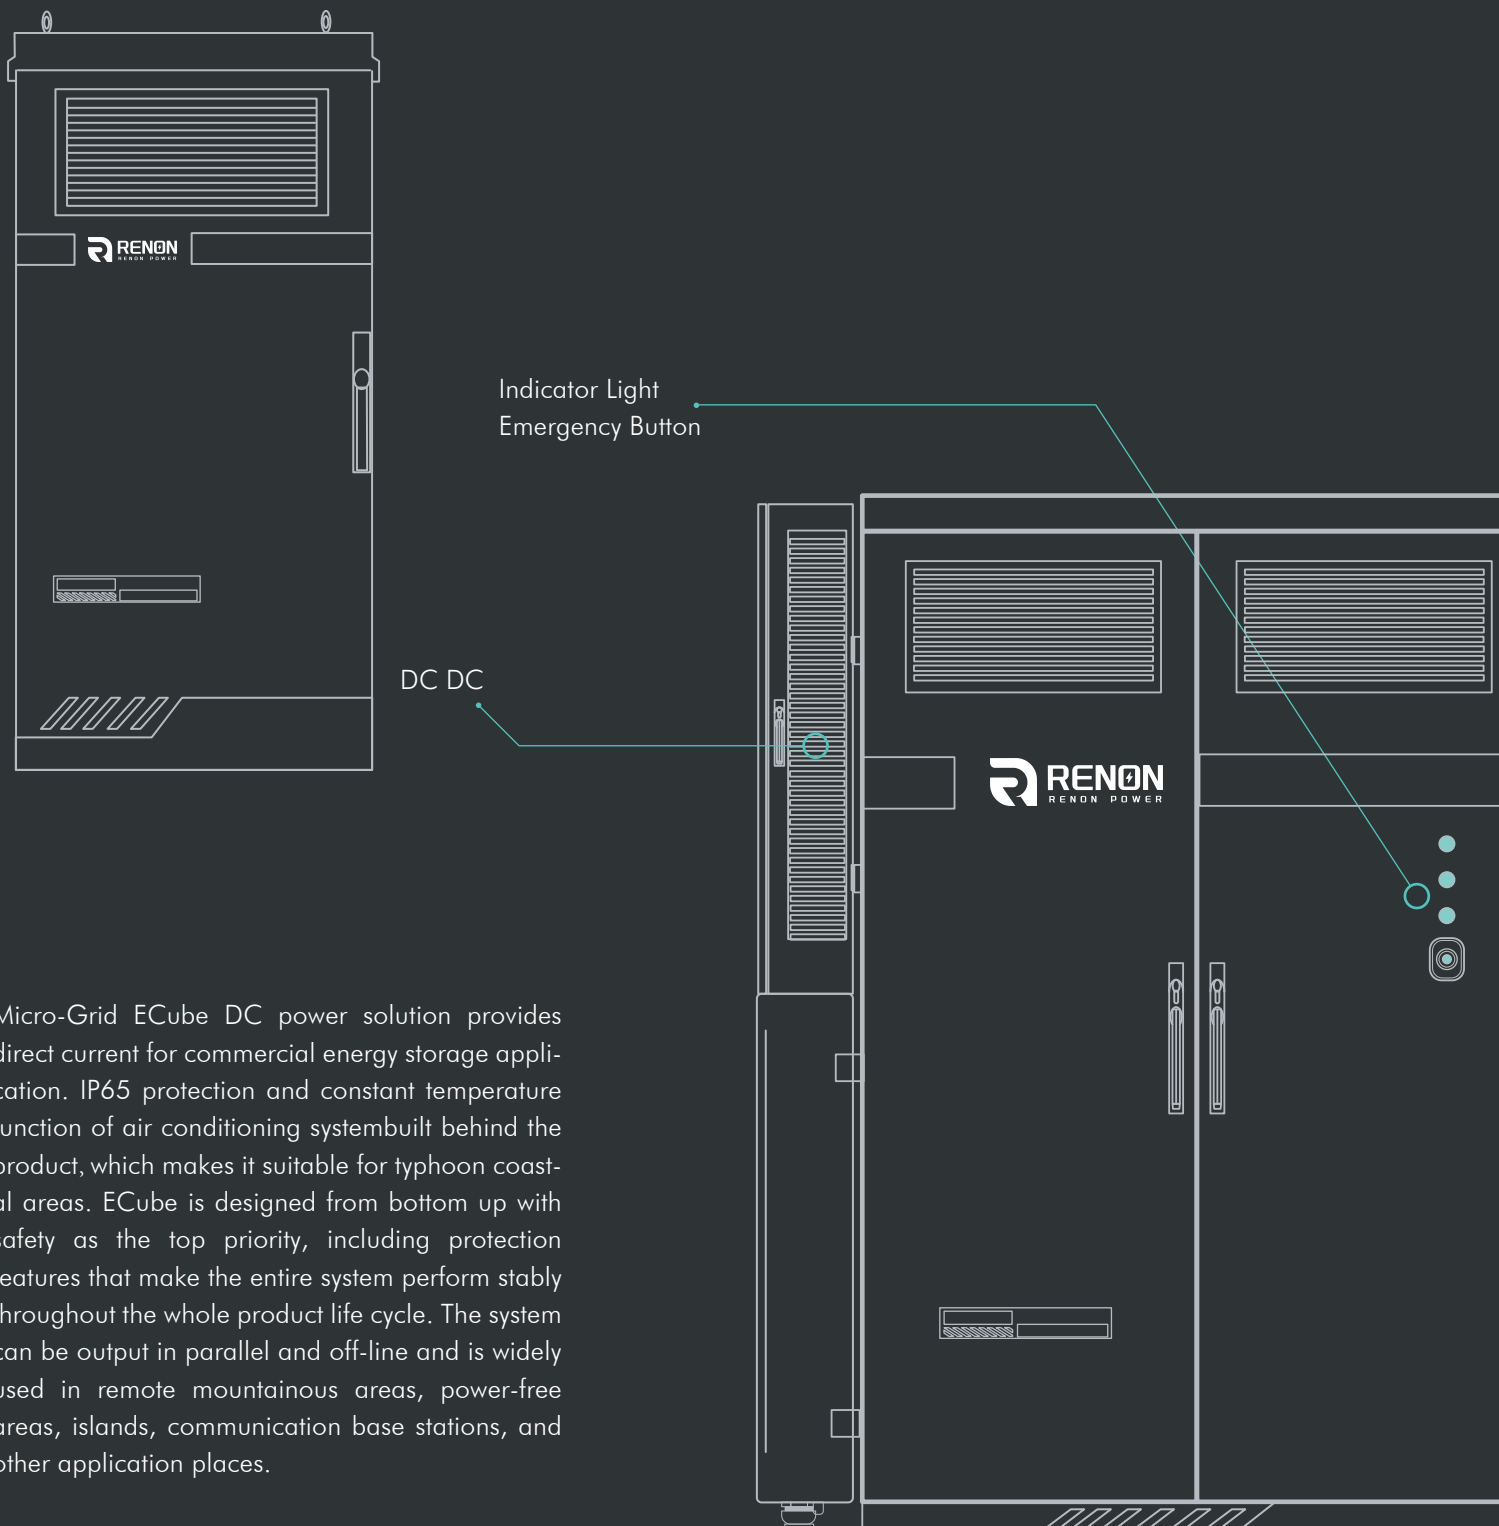 RENON
RENON POWER
Indicator Light
Emergency Button
DC DC
RENON
RENON POWER
Micro-Grid ECube DC power solution provides
direct current for commercial energy storage appli-
cation. IP65 protection and constant temperature
function of air conditioning systembuilt behind the
product, which makes it suitable for typhoon coast-
al areas. ECube is designed from bottom up with
safety as the top priority, including protection
features that make the entire system perform stably
throughout the whole product life cycle. The system
can be output in parallel and off-line and is widely
used in remote mountainous areas, power-free
areas, islands, communication base stations, and
other application places.